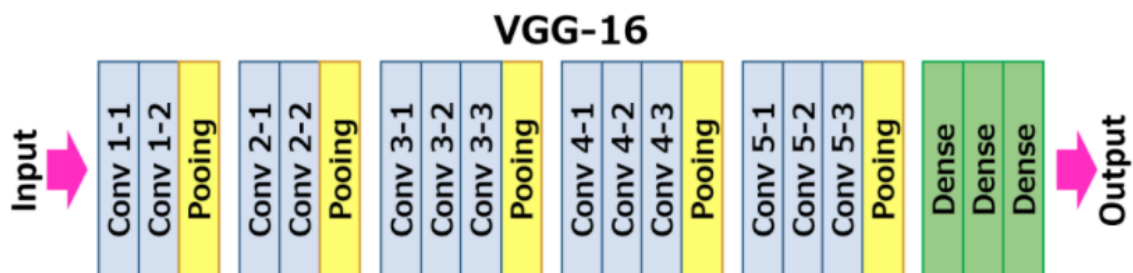 VGG-16
Input
Conv 1-1
Conv 1-2
Pooing
Conv 2-1
Conv 2-2
Pooing
Conv 3-1
Conv 3-2
Conv 3-3
Pooing
Conv 4-1
Conv 4-2
Conv 4-3
Pooing
Conv 5-1
Conv 5-2
Conv 5-3
Pooing
Dense
Dense
Dense
Output